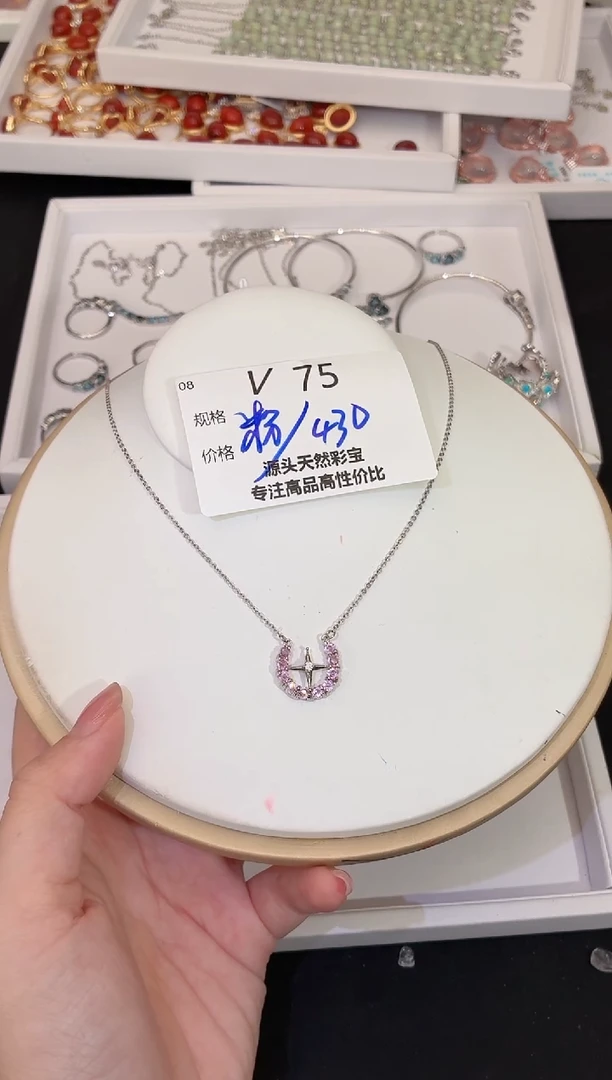 08
V 75
规格 粉/430
价格
源头天然彩宝
专注高品高性价比